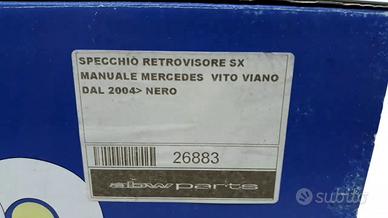 SPECCHIO RETROVISORE SX
MANUALE MERCEDES VITO VIANO
DAL 2004> NERO
26883
sbwparts
subito